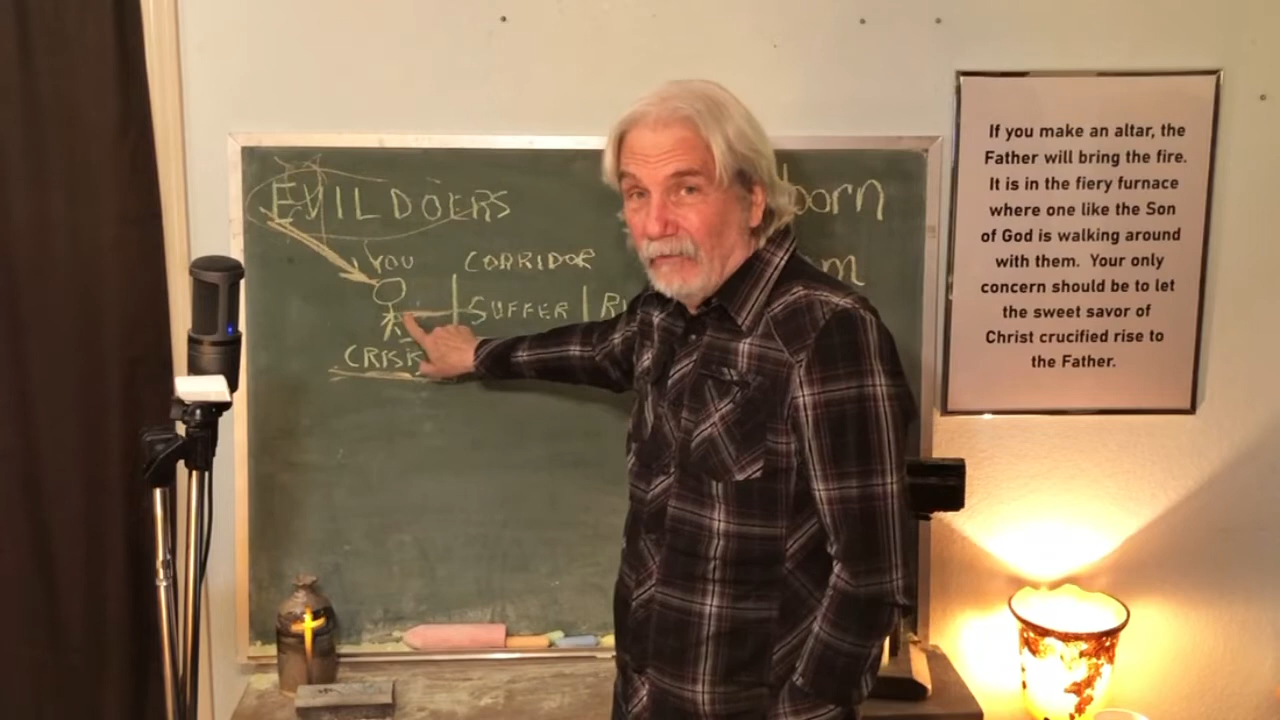 EVILDOERS
YOU CORRIDOR
SUFFER
CRISIS
born
If you make an altar, the
Father will bring the fire.
It is in the fiery furnace
where one like the Son
of God is walking around
with them. Your only
concern should be to let
the sweet savor of
Christ crucified rise to
the Father.